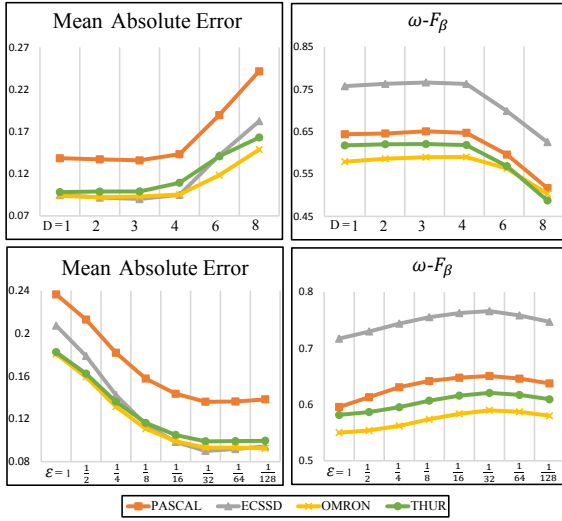 Mean Absolute Error
0.27
0.22
0.17
0.12
0.07
D =1 2 3 4 6 8
ω-Fβ
0.85
0.75
0.65
0.55
0.45
D =1 2 3 4 6 8
Mean Absolute Error
0.24
0.2
0.16
0.12
0.08
ℰ = 1 1/2 1/4 1/8 1/16 1/32 1/64 1/128
ω-Fβ
0.8
0.7
0.6
0.5
ℰ = 1 1/2 1/4 1/8 1/16 1/32 1/64 1/128
PASCAL ECSSD OMRON THUR